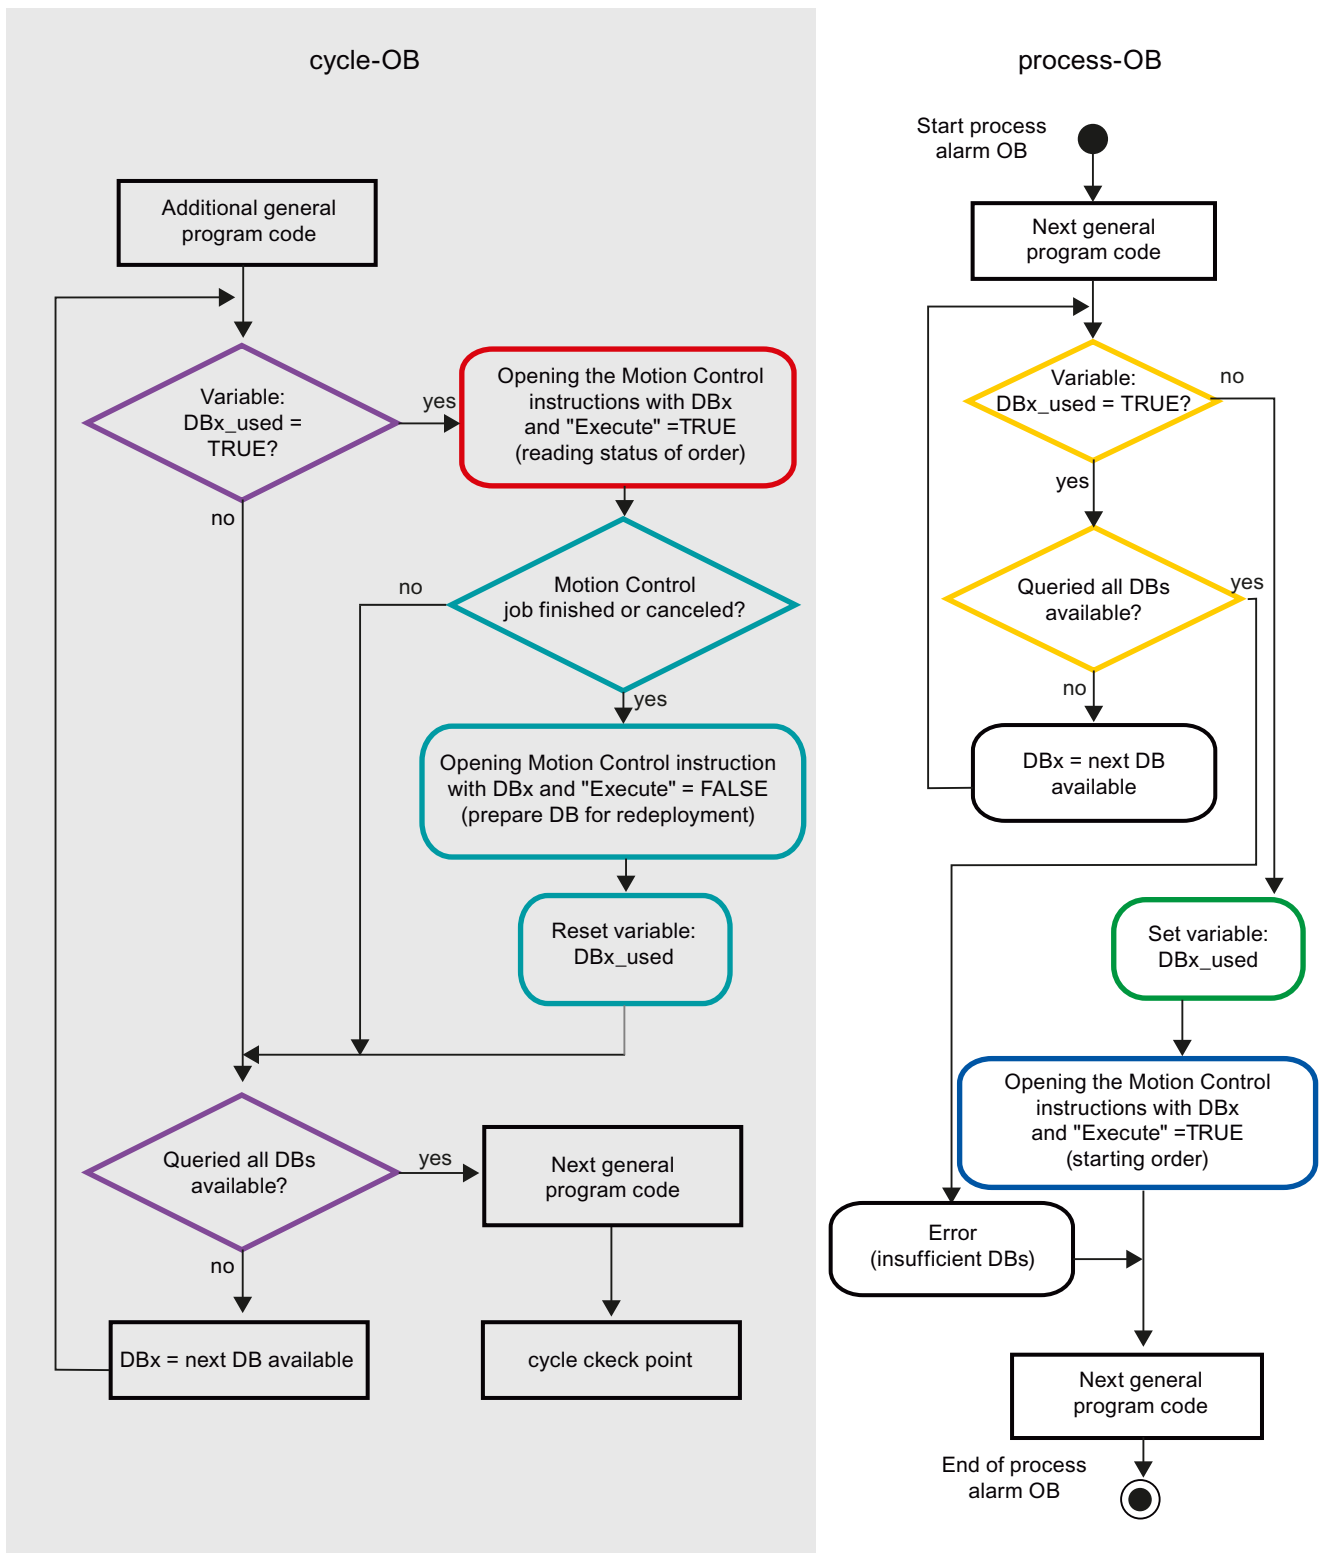 cycle-OB
Additional general
program code
Variable:
DBx_used =
TRUE?
yes
no
Opening the Motion Control
instructions with DBx
and "Execute" =TRUE
(reading status of order)
Motion Control
job finished or canceled?
no
yes
Opening Motion Control instruction
with DBx and "Execute" = FALSE
(prepare DB for redeployment)
Reset variable:
DBx_used
Queried all DBs
available?
yes
no
Next general
program code
DBx = next DB available
cycle ckeck point
process-OB
Start process
alarm OB
Next general
program code
Variable:
DBx_used = TRUE?
no
yes
Queried all DBs
available?
yes
no
DBx = next DB
available
Set variable:
DBx_used
Opening the Motion Control
instructions with DBx
and "Execute" =TRUE
(starting order)
Error
(insufficient DBs)
Next general
program code
End of process
alarm OB